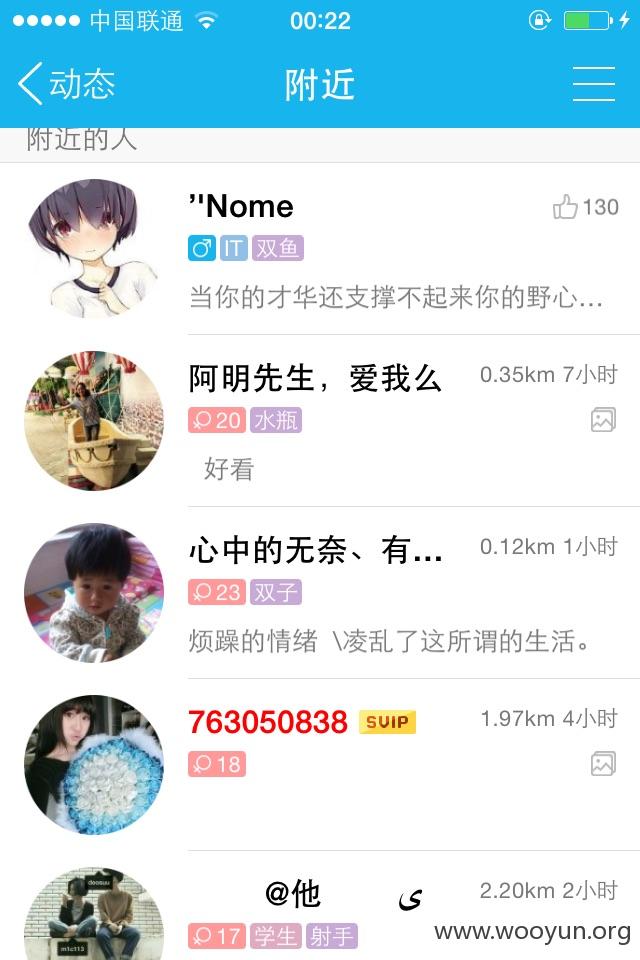 中国联通 00:22
动态 附近
附近的人
''Nome 130
♂ IT 双鱼
当你的才华还支撑不起来你的野心...
阿明先生，爱我么 0.35km 7小时
♀ 20 水瓶
好看
心中的无奈、有... 0.12km 1小时
♀ 23 双子
烦躁的情绪 \凌乱了这所谓的生活。
763050838 SVIP 1.97km 4小时
♀ 18
deosuu
@他 ى 2.20km 2小时
♀ 17 学生 射手
m1c113
www.wooyun.org